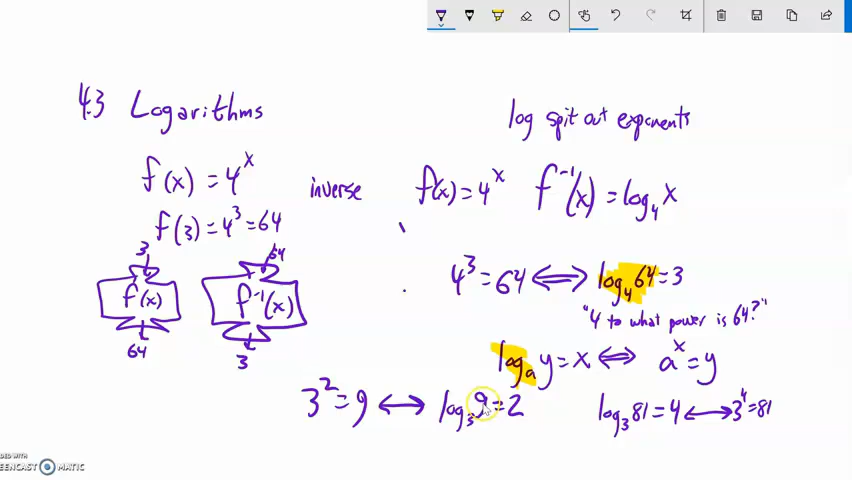 4.3 Logarithms
log spit out exponents
f(x) = 4^x
inverse
f(x) = 4^x
f^-1(x) = log_4 x
f(3) = 4^3 = 64
3
64
f(x)
f^-1(x)
64
3
4^3 = 64 ⟺ log_4 64 = 3
"4 to what power is 64?"
log_a y = x ⟺ a^x = y
3^2 = 9 ⟷ log_3 9 = 2
log_3 81 = 4 ⟷ 3^4 = 81
SCREENCAST MATIC